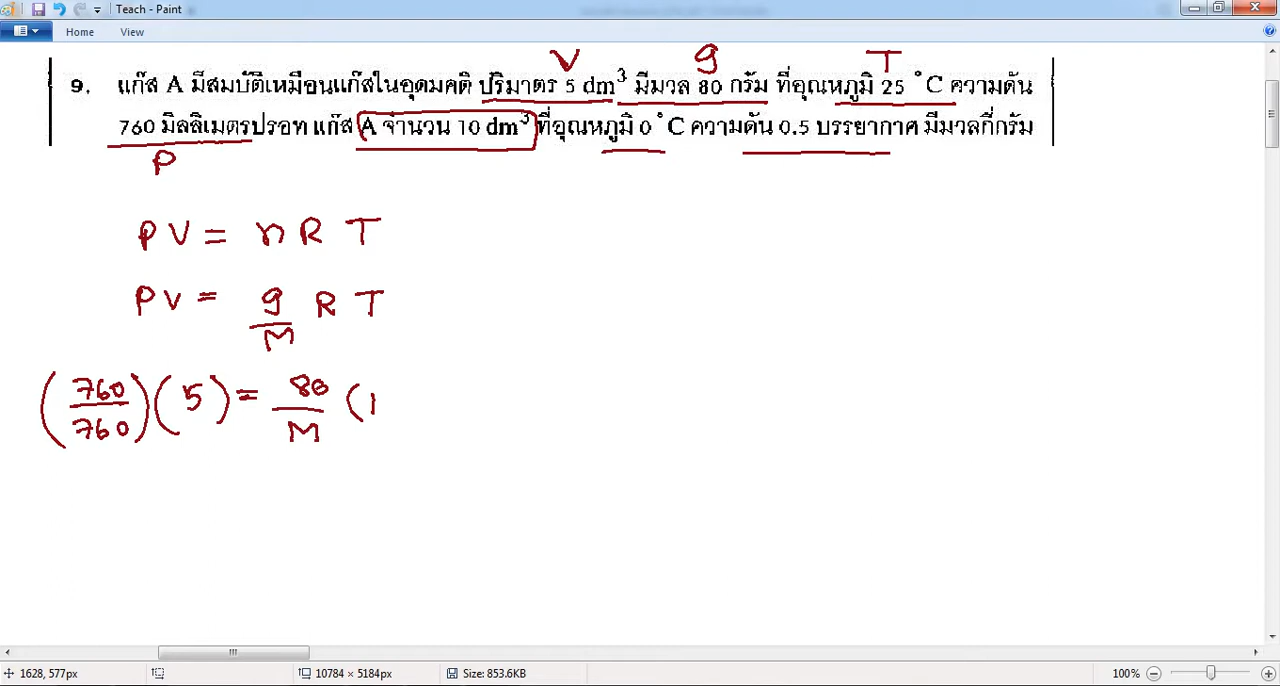 Teach - Paint
Home View
V g T
9. แก๊ส A มีสมบัติเหมือนแก๊สในอุดมคติ ปริมาตร 5 dm³ มีมวล 80 กรัม ที่อุณหภูมิ 25 °C ความดัน
760 มิลลิเมตรปรอท แก๊ส A จำนวน 10 dm³ ที่อุณหภูมิ 0 °C ความดัน 0.5 บรรยากาศ มีมวลกี่กรัม
P
PV = nRT
PV = g/M R T
(760/760)(5) = 80/M (1
1628, 577px 10784 × 5184px Size: 853.6KB 100%